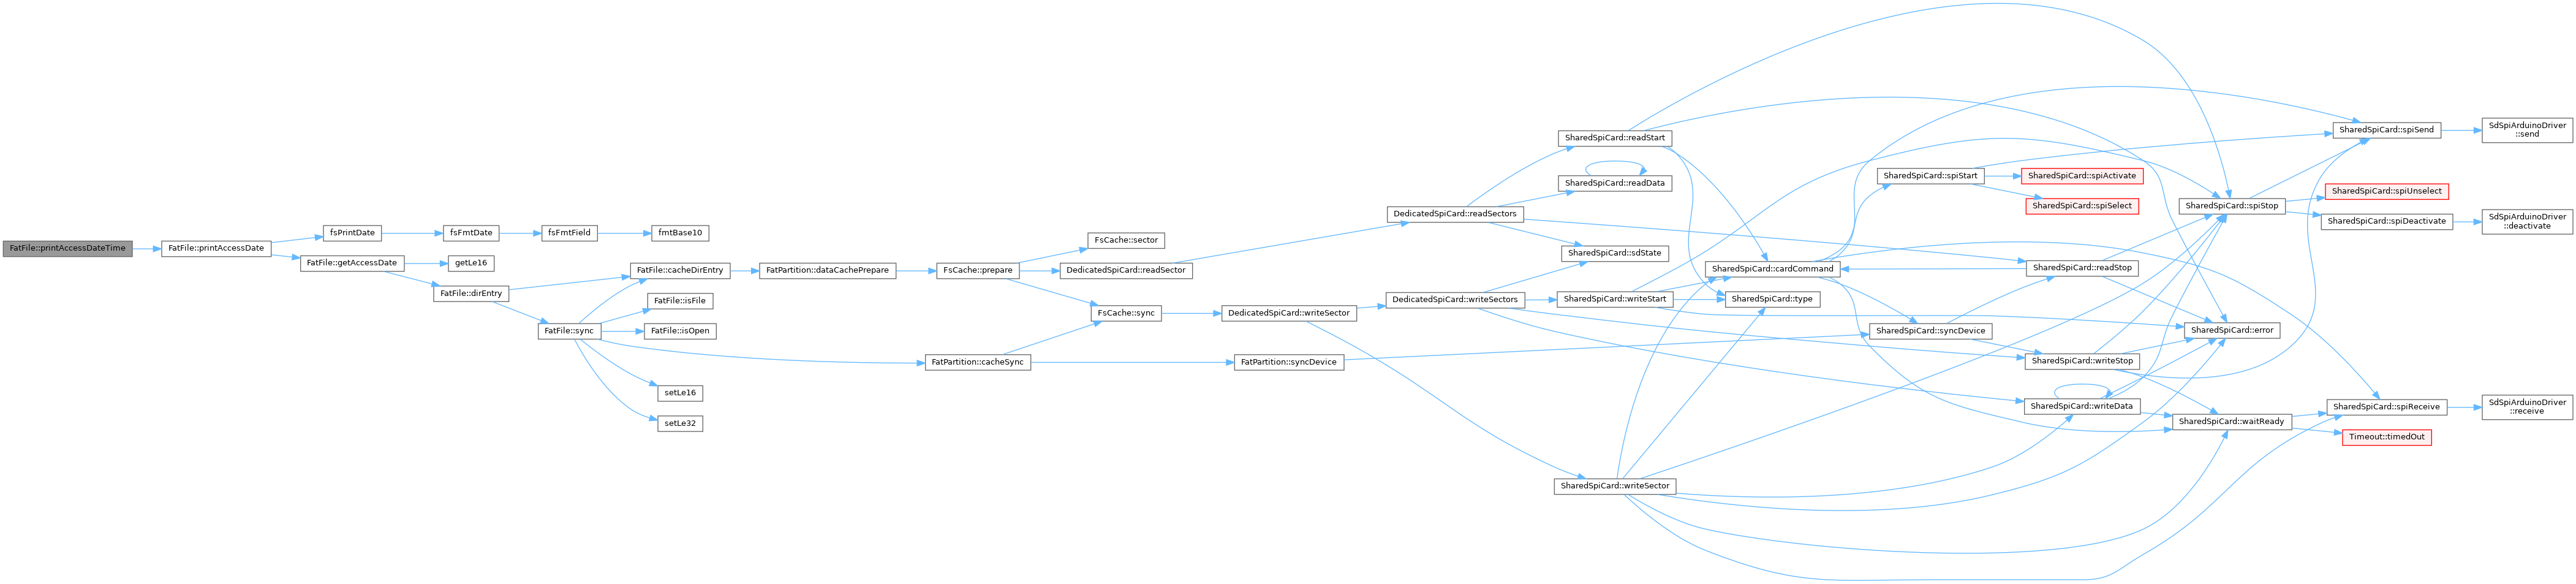 FatFile::printAccessDateTime
FatFile::printAccessDate
fsPrintDate
fsFmtDate
fsFmtField
fmtBase10
FatFile::getAccessDate
getLe16
FatFile::dirEntry
FatFile::cacheDirEntry
FatFile::sync
FatFile::isFile
FatFile::isOpen
setLe16
setLe32
FatPartition::dataCachePrepare
FatPartition::cacheSync
FsCache::prepare
FsCache::sector
DedicatedSpiCard::readSector
FsCache::sync
DedicatedSpiCard::writeSector
FatPartition::syncDevice
DedicatedSpiCard::readSectors
DedicatedSpiCard::writeSectors
SharedSpiCard::readStart
SharedSpiCard::readData
SharedSpiCard::sdState
SharedSpiCard::writeStart
SharedSpiCard::writeSector
SharedSpiCard::cardCommand
SharedSpiCard::type
SharedSpiCard::spiStart
SharedSpiCard::syncDevice
SharedSpiCard::spiActivate
SharedSpiCard::spiSelect
SharedSpiCard::readStop
SharedSpiCard::writeStop
SharedSpiCard::writeData
SharedSpiCard::spiStop
SharedSpiCard::error
SharedSpiCard::waitReady
SharedSpiCard::spiSend
SharedSpiCard::spiUnselect
SharedSpiCard::spiDeactivate
SharedSpiCard::spiReceive
Timeout::timedOut
SdSpiArduinoDriver
::send
SdSpiArduinoDriver
::deactivate
SdSpiArduinoDriver
::receive